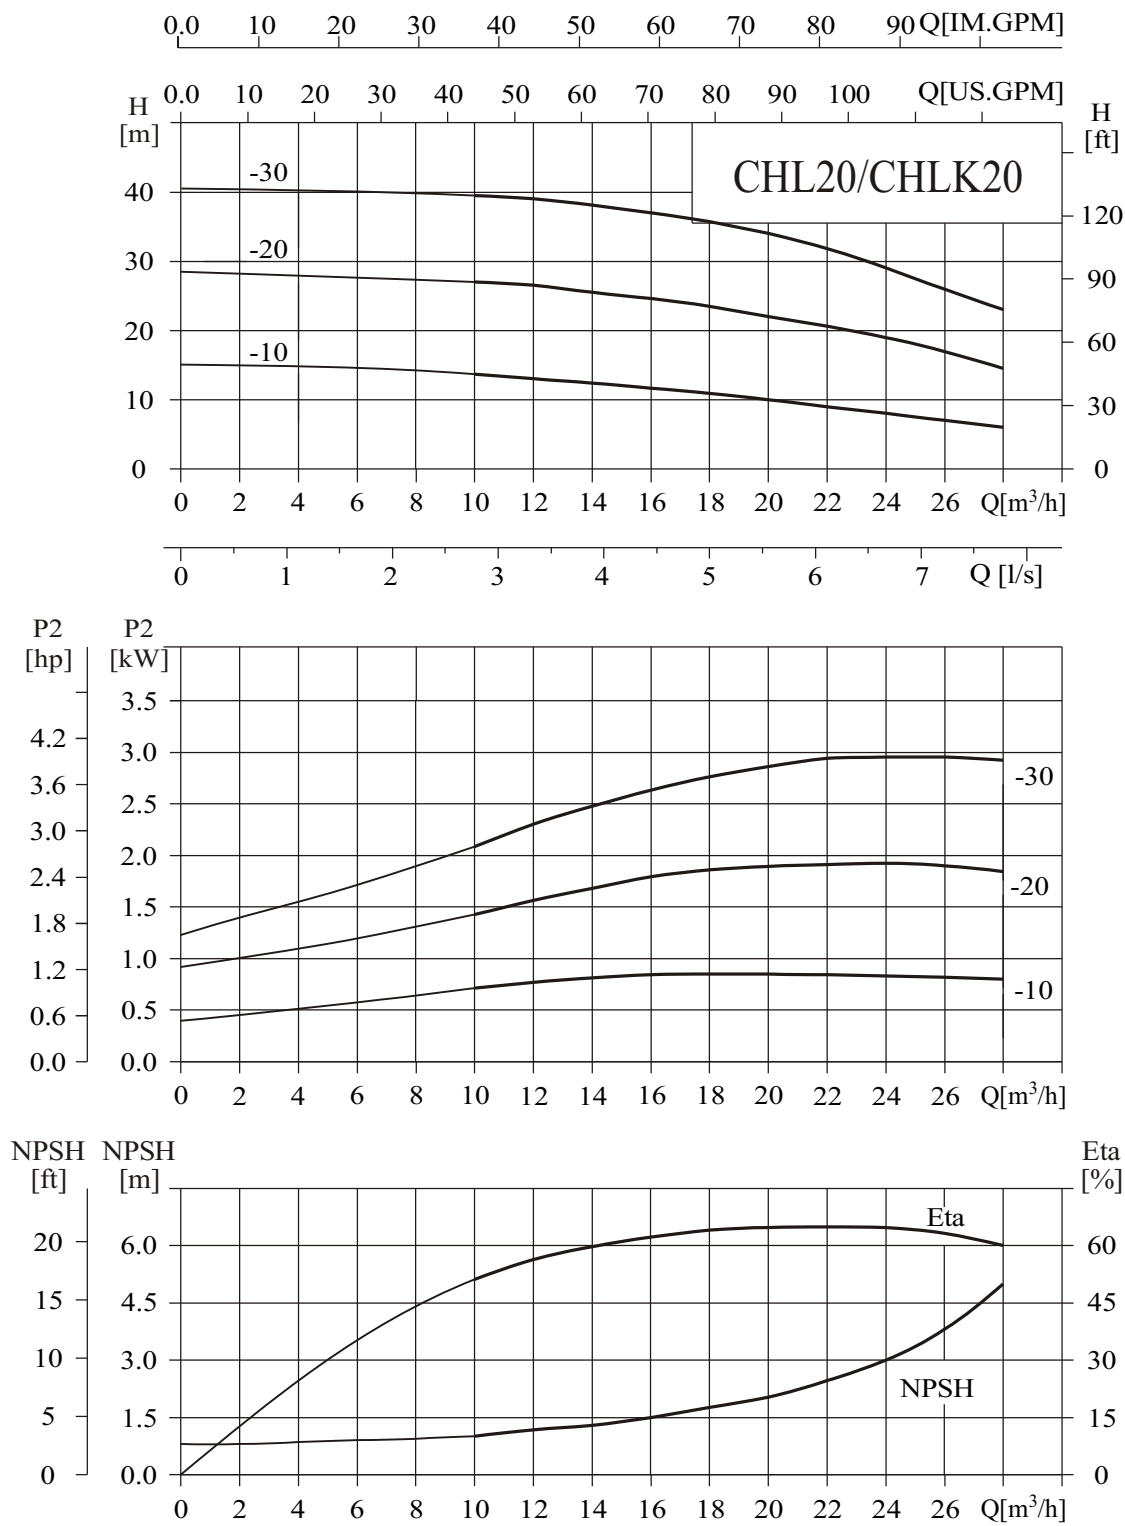 0.0 10 20 30 40 50 60 70 80 90 Q[IM.GPM]
0.0 10 20 30 40 50 60 70 80 90 100 Q[US.GPM]
H
[m]
H
[ft]
CHL20/CHLK20
-30
-20
-10
40
30
20
10
0
120
90
60
30
0
0 2 4 6 8 10 12 14 16 18 20 22 24 26 Q[m³/h]
0 1 2 3 4 5 6 7 Q [l/s]
P2
[hp]
P2
[kW]
4.2
3.6
3.0
2.4
1.8
1.2
0.6
0.0
3.5
3.0
2.5
2.0
1.5
1.0
0.5
0.0
-30
-20
-10
0 2 4 6 8 10 12 14 16 18 20 22 24 26 Q[m³/h]
NPSH
[ft]
NPSH
[m]
Eta
[%]
20
15
10
5
0
6.0
4.5
3.0
1.5
0.0
Eta
NPSH
60
45
30
15
0
0 2 4 6 8 10 12 14 16 18 20 22 24 26 Q[m³/h]